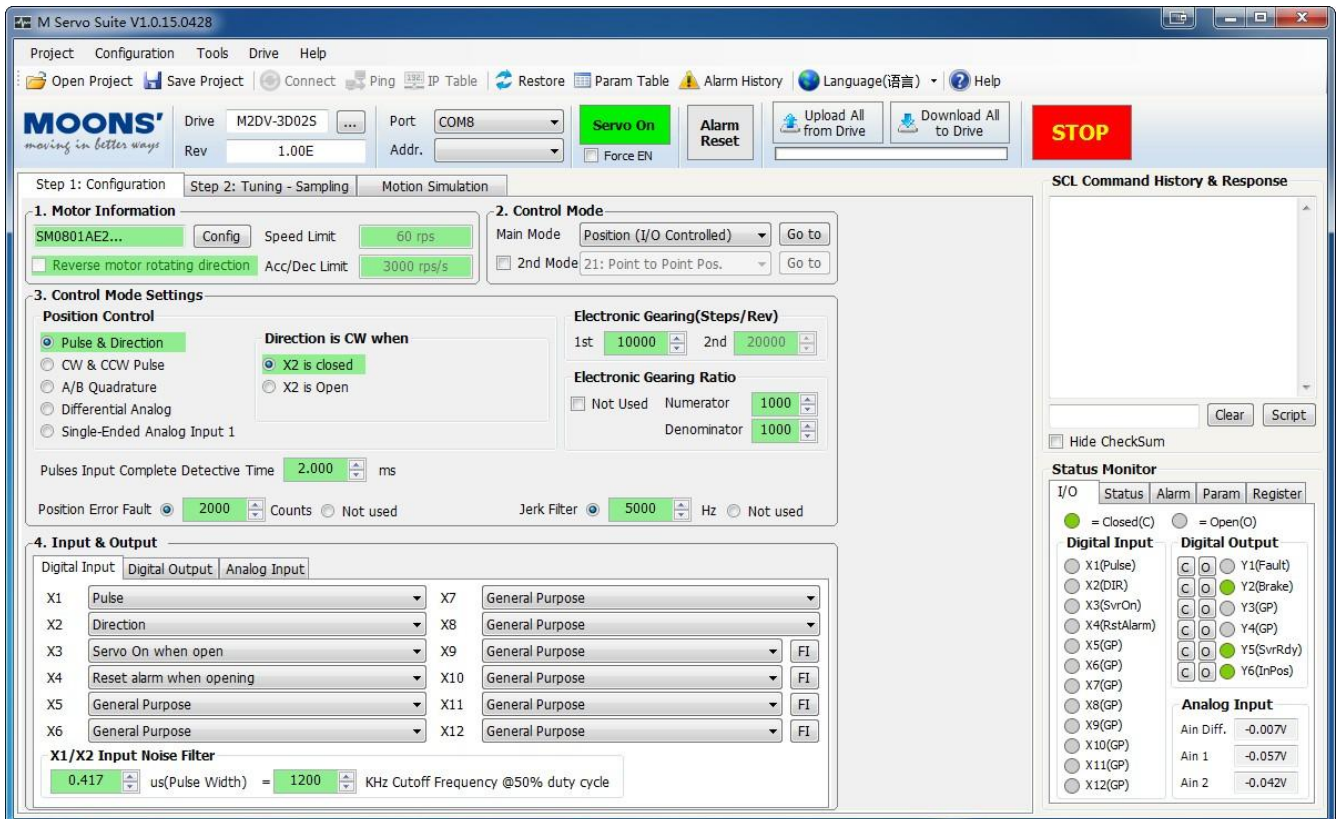 M Servo Suite V1.0.15.0428
Project Configuration Tools Drive Help
Open Project Save Project Connect Ping IP Table Restore Param Table Alarm History Language(语言) Help
MOONS'
moving in better ways
Drive M2DV-3D02S ... Port COM8
Rev 1.00E Addr.
Servo On
Force EN
Alarm
Reset
Upload All
from Drive
Download All
to Drive
STOP
Step 1: Configuration Step 2: Tuning - Sampling Motion Simulation
1. Motor Information
SM0801AE2... Config Speed Limit 60 rps
Reverse motor rotating direction Acc/Dec Limit 3000 rps/s
2. Control Mode
Main Mode Position (I/O Controlled) Go to
2nd Mode 21: Point to Point Pos. Go to
3. Control Mode Settings
Position Control
Pulse & Direction
CW & CCW Pulse
A/B Quadrature
Differential Analog
Single-Ended Analog Input 1
Direction is CW when
X2 is closed
X2 is Open
Electronic Gearing(Steps/Rev)
1st 10000 2nd 20000
Electronic Gearing Ratio
Not Used Numerator 1000
Denominator 1000
Pulses Input Complete Detective Time 2.000 ms
Position Error Fault 2000 Counts Not used Jerk Filter 5000 Hz Not used
4. Input & Output
Digital Input Digital Output Analog Input
X1 Pulse X7 General Purpose
X2 Direction X8 General Purpose
X3 Servo On when open X9 General Purpose FI
X4 Reset alarm when opening X10 General Purpose FI
X5 General Purpose X11 General Purpose FI
X6 General Purpose X12 General Purpose FI
X1/X2 Input Noise Filter
0.417 us(Pulse Width) = 1200 KHz Cutoff Frequency @50% duty cycle
SCL Command History & Response
Clear Script
Hide CheckSum
Status Monitor
I/O Status Alarm Param Register
= Closed(C) = Open(O)
Digital Input
X1(Pulse)
X2(DIR)
X3(SvrOn)
X4(RstAlarm)
X5(GP)
X6(GP)
X7(GP)
X8(GP)
X9(GP)
X10(GP)
X11(GP)
X12(GP)
Digital Output
C O Y1(Fault)
C O Y2(Brake)
C O Y3(GP)
C O Y4(GP)
C O Y5(SvrRdy)
C O Y6(InPos)
Analog Input
Ain Diff. -0.007V
Ain 1 -0.057V
Ain 2 -0.042V